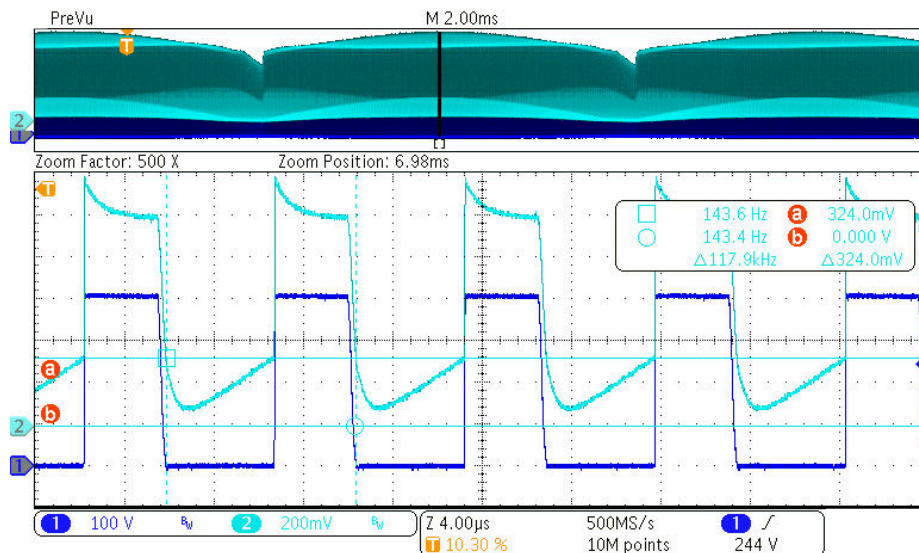 PreVu M 2.00ms
T
T
2
1
[ ]
Zoom Factor: 500 X Zoom Position: 6.98ms
T
143.6 Hz a 324.0mV
143.4 Hz b 0.000 V
Δ117.9kHz Δ324.0mV
a
b
2
1
1 100 V BW 2 200mV BW Z 4.00µs 500MS/s 1 244 V
T 10.30 % 10M points